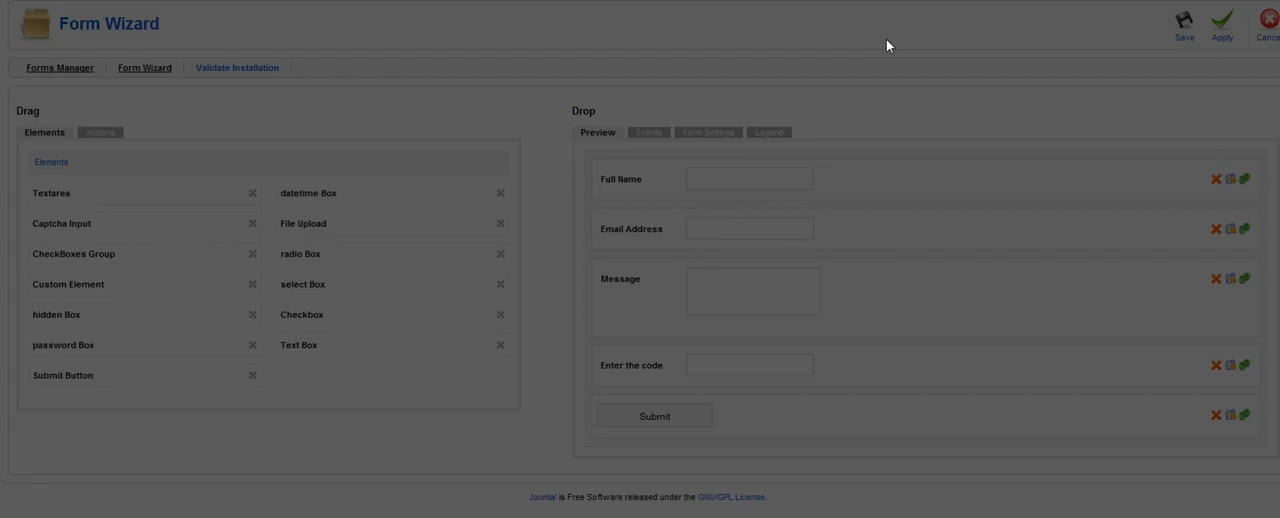 Form Wizard
Save Apply Cance
Forms Manager Form Wizard Validate Installation
Drag
Drop
Elements Actions
Preview Events Form Settings Legend
Elements
Textarea datetime Box
Captcha Input File Upload
CheckBoxes Group radio Box
Custom Element select Box
hidden Box Checkbox
password Box Text Box
Submit Button
Full Name
Email Address
Message
Enter the code
Submit
Joomla! is Free Software released under the GNU/GPL License.